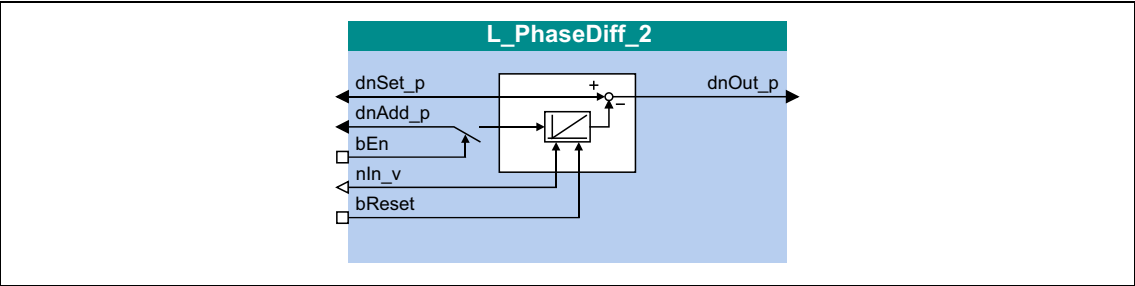 L_PhaseDiff_2
dnSet_p
+
dnOut_p
−
dnAdd_p
bEn
nIn_v
bReset